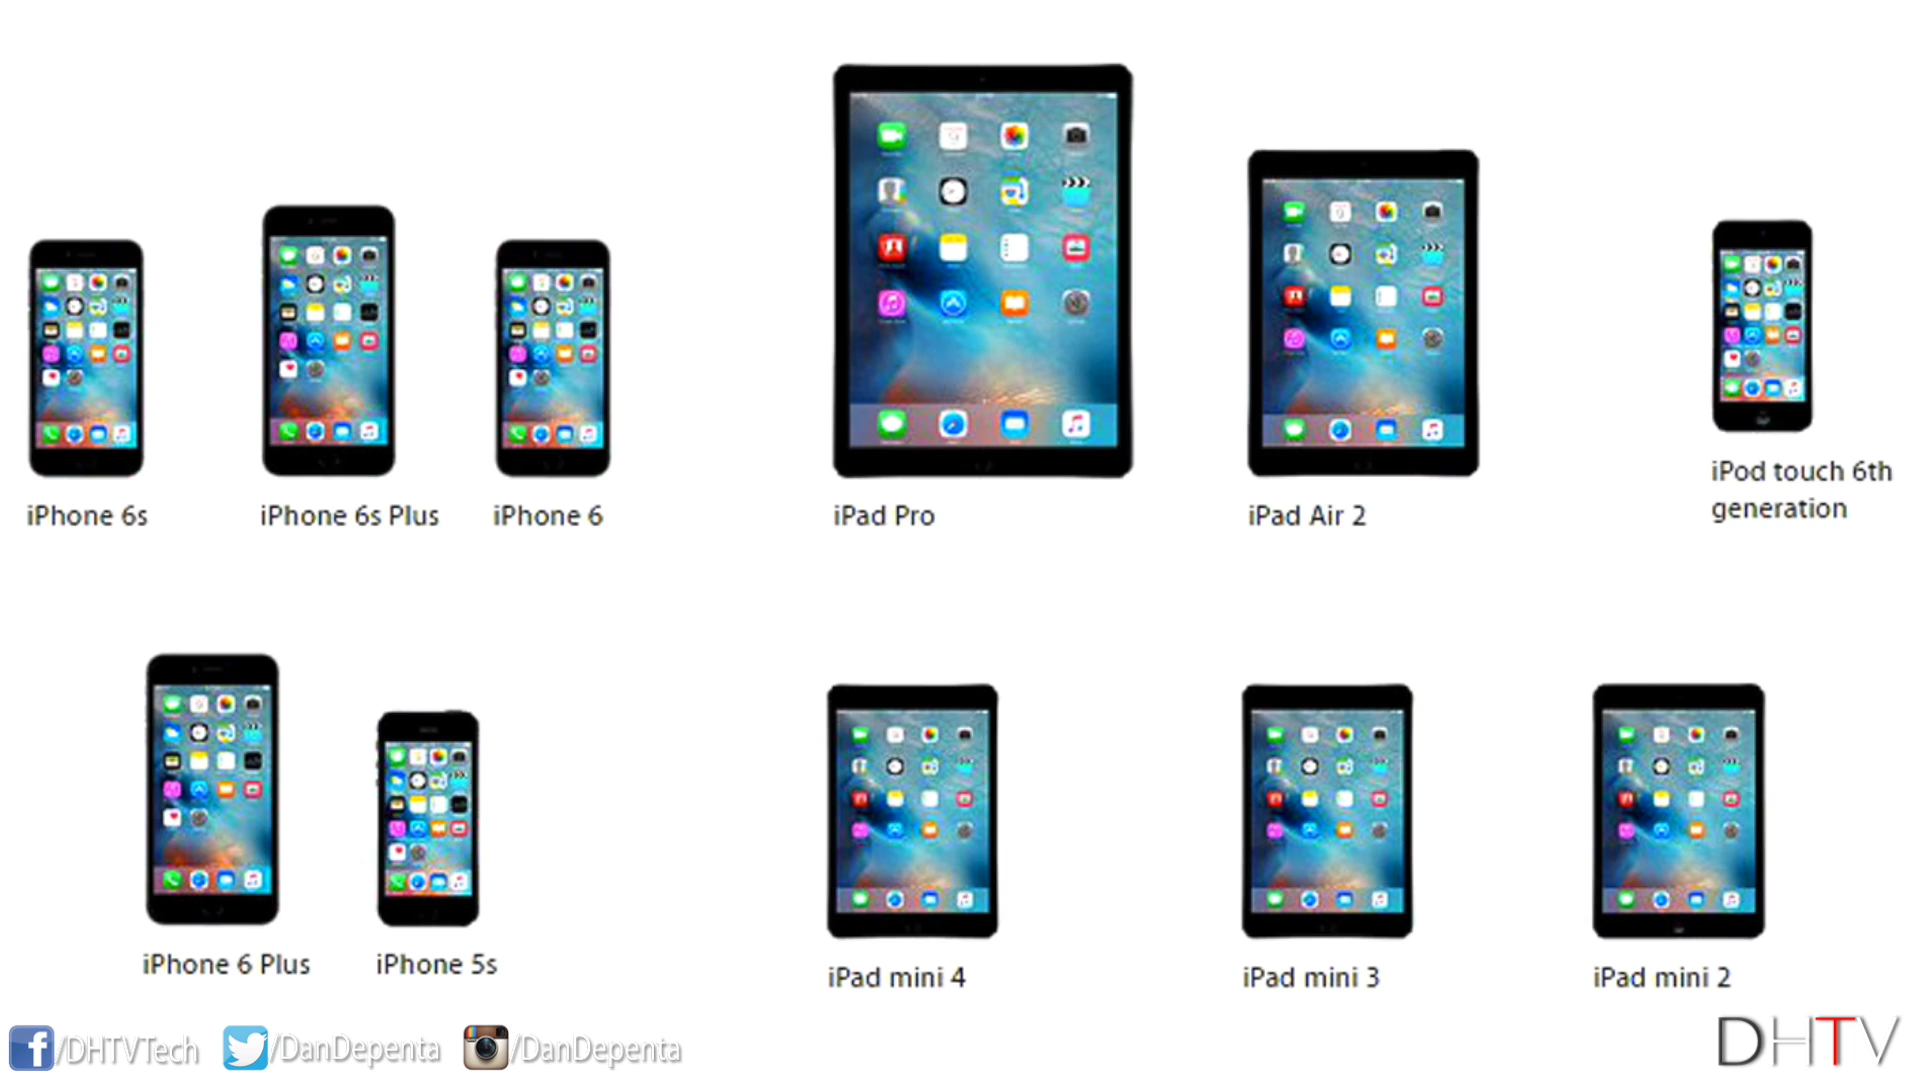 iPhone 6s
iPhone 6s Plus
iPhone 6
iPad Pro
iPad Air 2
iPod touch 6th
generation
iPhone 6 Plus
iPhone 5s
iPad mini 4
iPad mini 3
iPad mini 2
/DHTVTech
/DanDepenta
/DanDepenta
DHTV